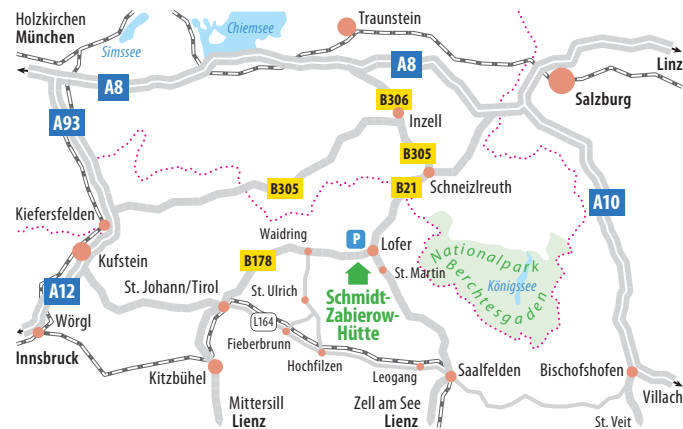 Holzkirchen
München
Simssee
Chiemsee
Traunstein
A8
A8
Linz
Salzburg
A93
B306
Inzell
B305
Schneizlreuth
B305
B21
A10
Kiefersfelden
Kufstein
Waidring
P
Lofer
B178
St. Martin
Nationalpark
Berchtesgaden
Königssee
A12
St. Johann/Tirol
St. Ulrich
Schmidt-
Zabierow-
Hütte
Wörgl
L164
Fieberbrunn
Innsbruck
Hochfilzen
Leogang
Saalfelden
Bischofshofen
Kitzbühel
Villach
Mittersill
Lienz
Zell am See
Lienz
St. Veit